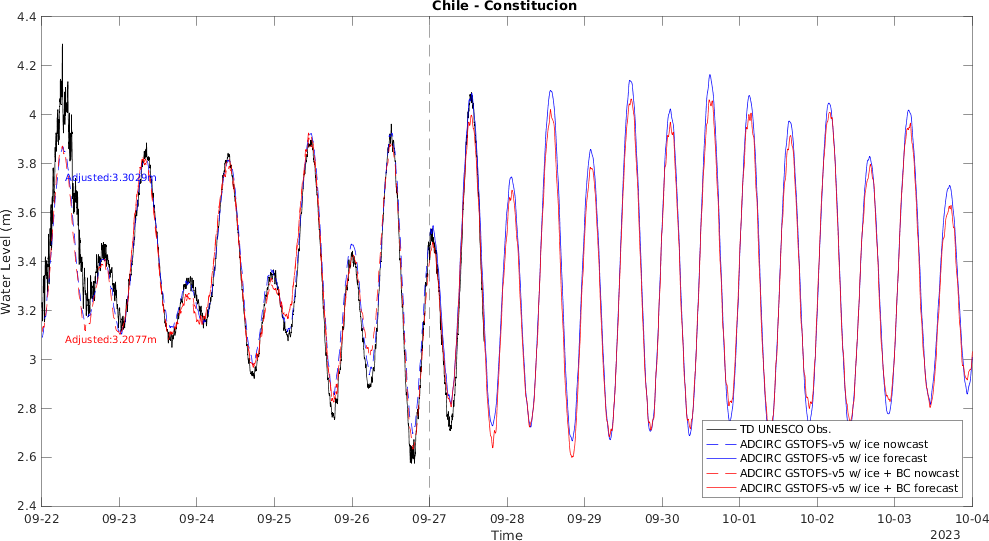 Chile - Constitucion
4.4
4.2
4
3.8
3.6
3.4
3.2
3
2.8
2.6
2.4
Water Level (m)
Adjusted:3.3029m
Adjusted:3.2077m
TD UNESCO Obs.
ADCIRC GSTOFS-v5 w/ ice nowcast
ADCIRC GSTOFS-v5 w/ ice forecast
ADCIRC GSTOFS-v5 w/ ice + BC nowcast
ADCIRC GSTOFS-v5 w/ ice + BC forecast
09-22 09-23 09-24 09-25 09-26 09-27 09-28 09-29 09-30 10-01 10-02 10-03 10-04
Time
2023